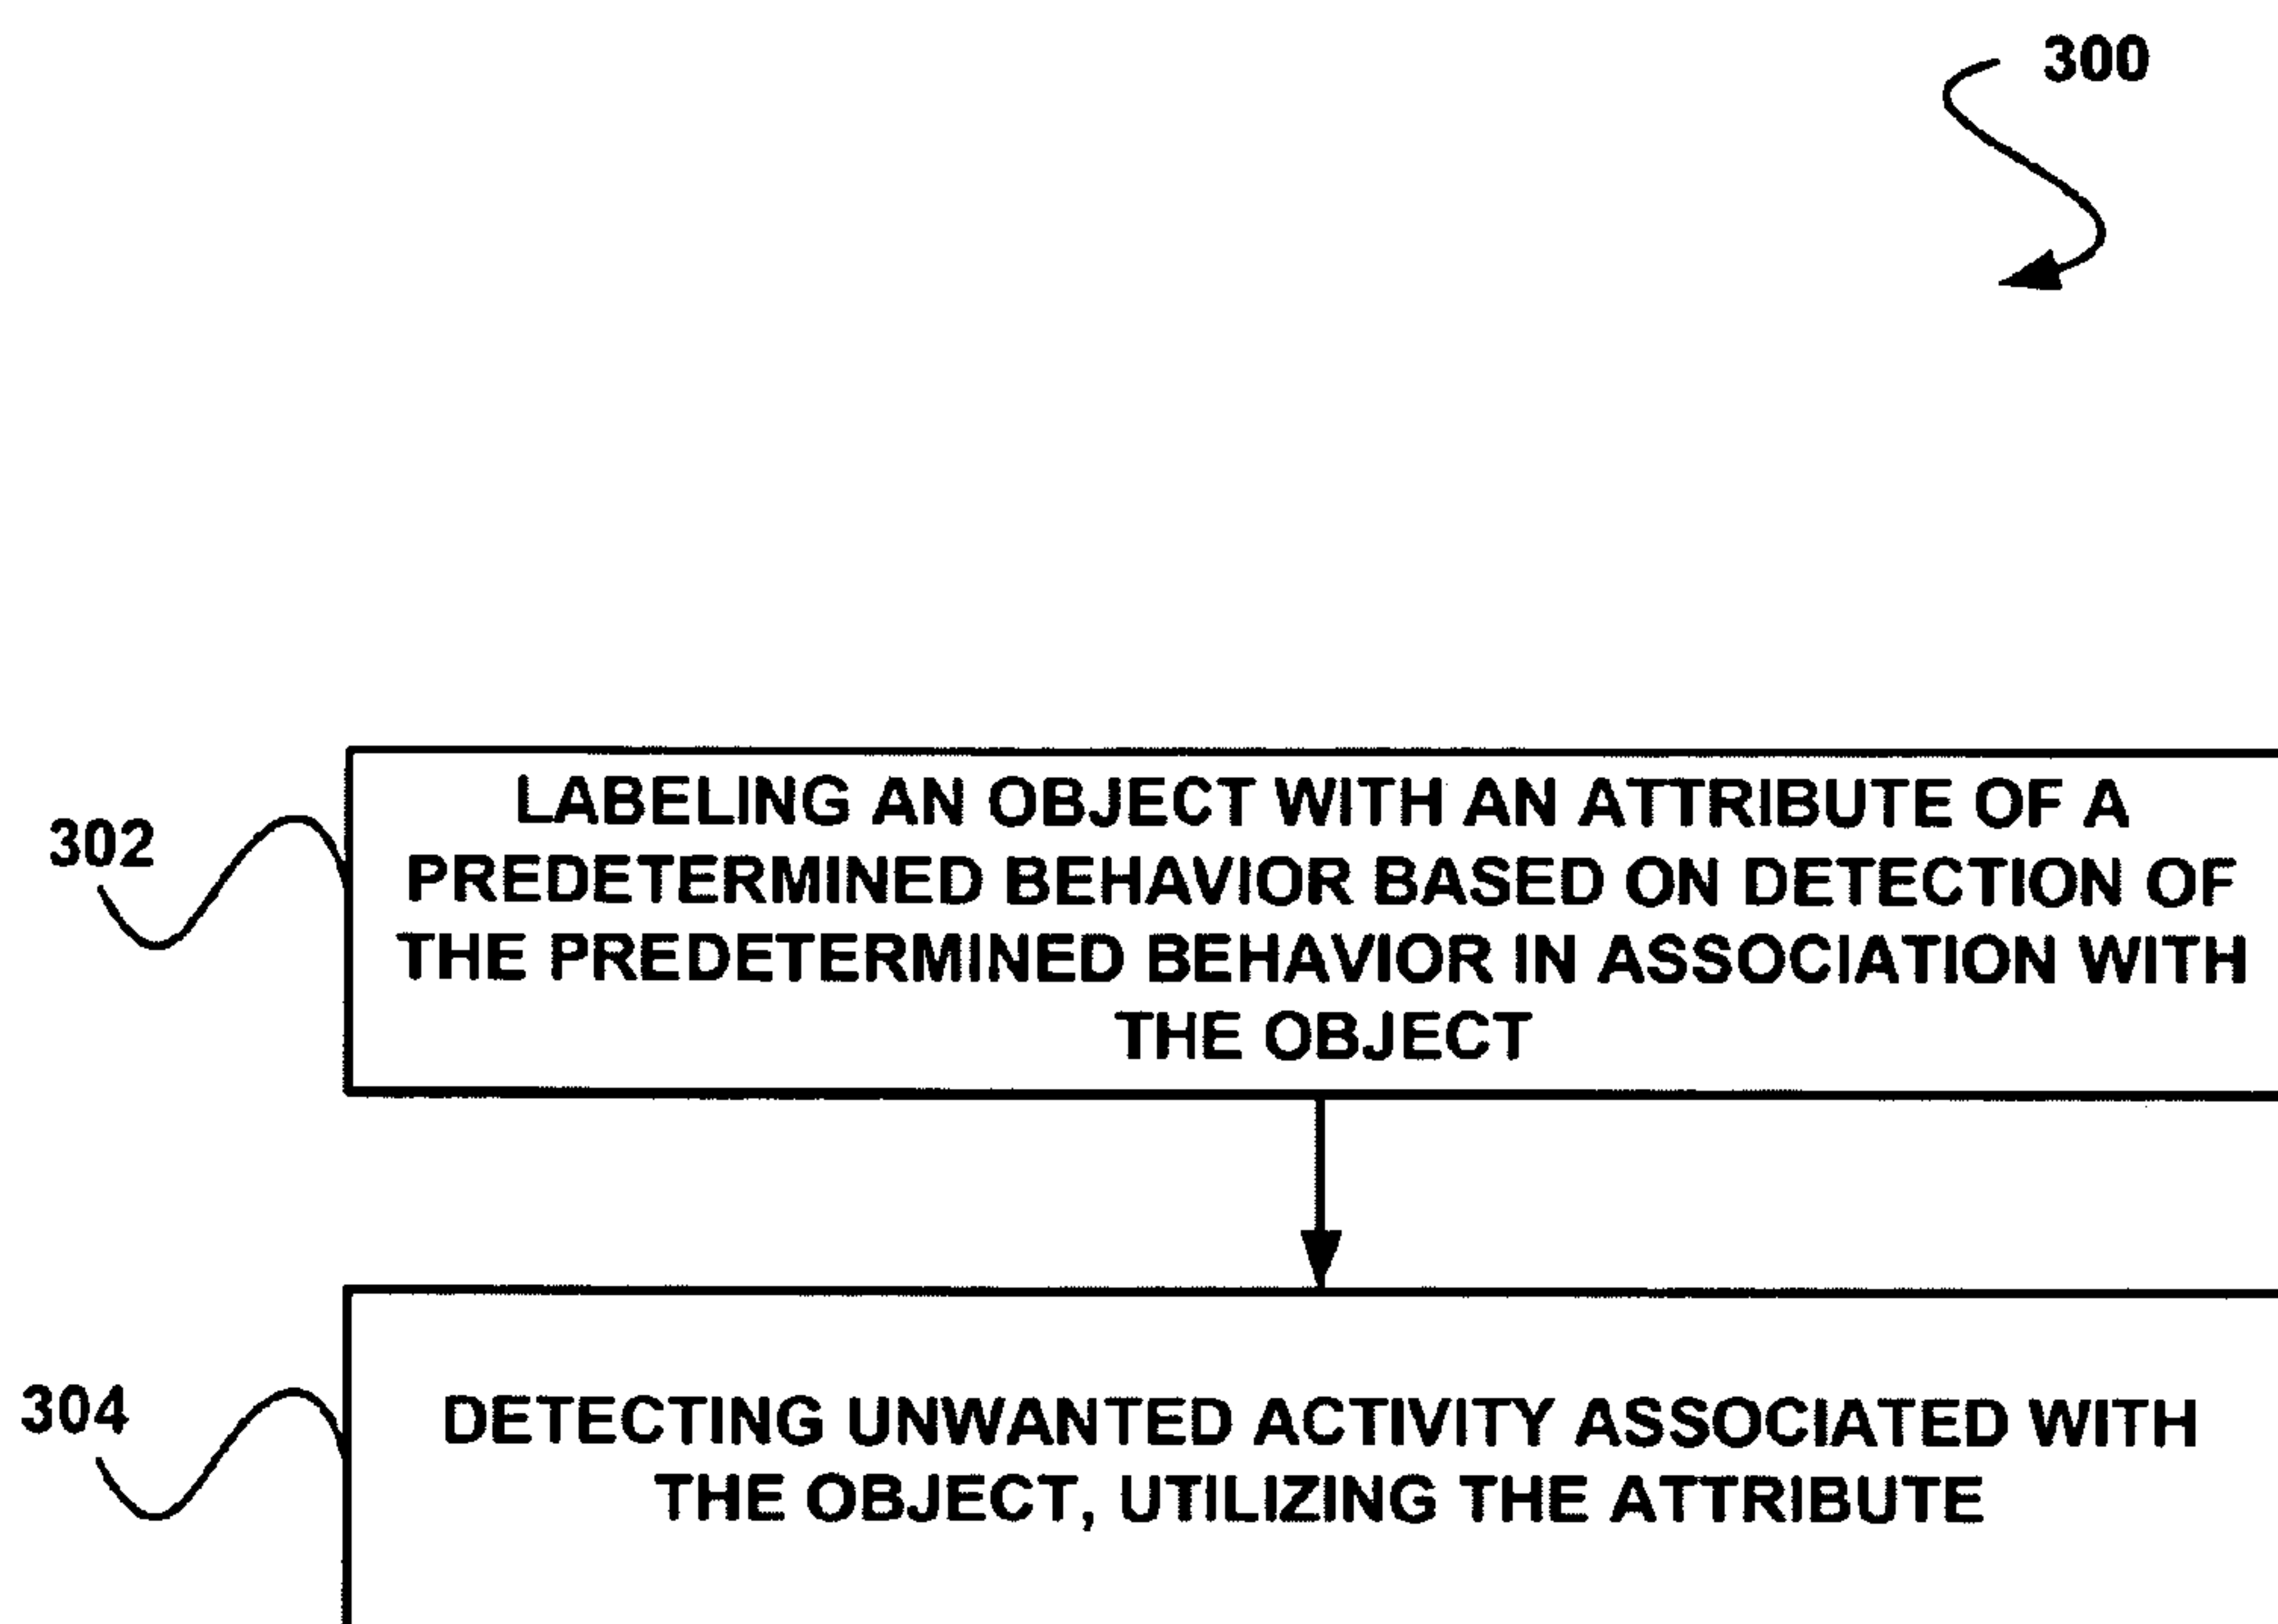 300
302
LABELING AN OBJECT WITH AN ATTRIBUTE OF A
PREDETERMINED BEHAVIOR BASED ON DETECTION OF
THE PREDETERMINED BEHAVIOR IN ASSOCIATION WITH
THE OBJECT
304
DETECTING UNWANTED ACTIVITY ASSOCIATED WITH
THE OBJECT, UTILIZING THE ATTRIBUTE